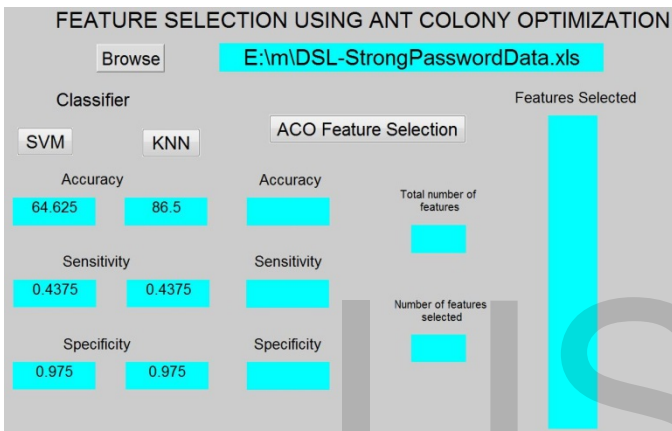 FEATURE SELECTION USING ANT COLONY OPTIMIZATION
Browse
E:\m\DSL-StrongPasswordData.xls
Classifier
Features Selected
SVM
KNN
ACO Feature Selection
Accuracy
Accuracy
Total number of
features
64.625
86.5
Sensitivity
Sensitivity
0.4375
0.4375
Number of features
selected
Specificity
Specificity
0.975
0.975